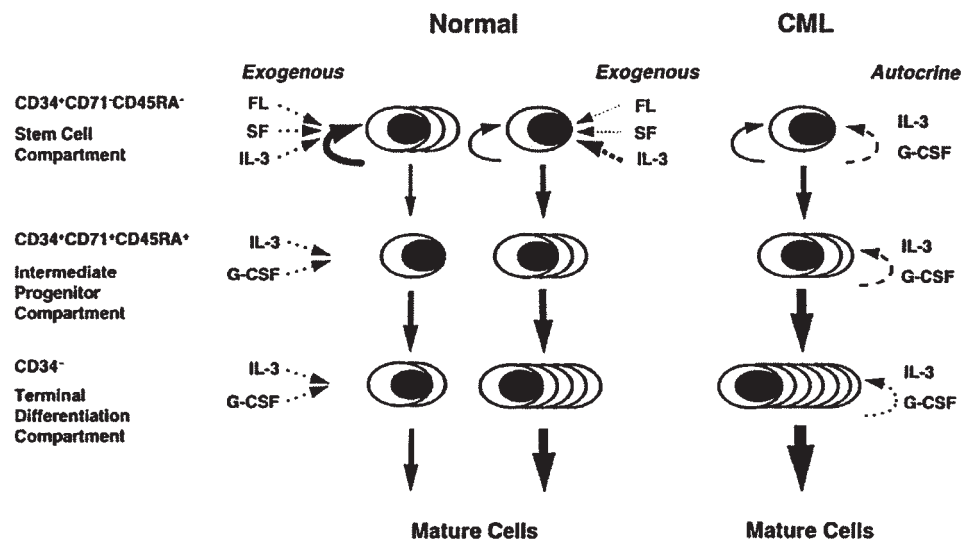 Normal
CML
Exogenous
Exogenous
Autocrine
CD34⁺CD71⁻CD45RA⁻
Stem Cell
Compartment
FL
SF
IL-3
FL
SF
IL-3
IL-3
G-CSF
CD34⁺CD71⁺CD45RA⁺
Intermediate
Progenitor
Compartment
IL-3
G-CSF
IL-3
G-CSF
CD34⁻
Terminal
Differentiation
Compartment
IL-3
G-CSF
IL-3
G-CSF
Mature Cells
Mature Cells